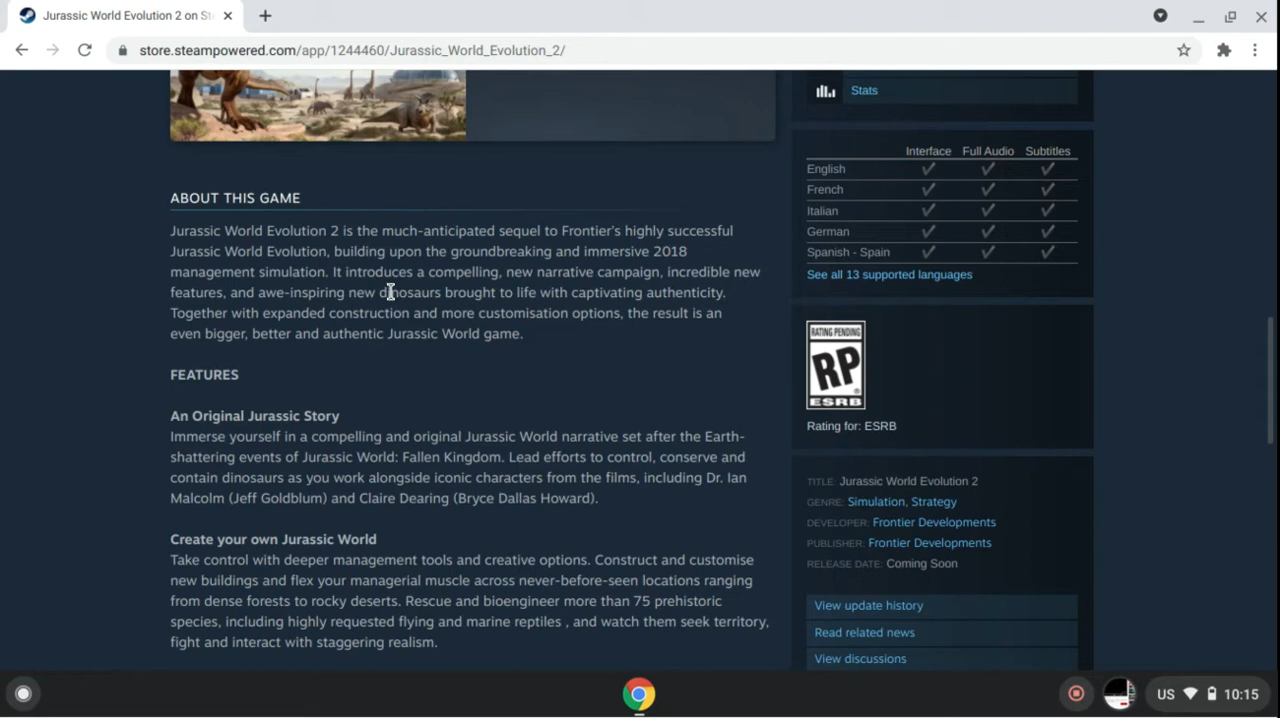 Jurassic World Evolution 2 on St
store.steampowered.com/app/1244460/Jurassic_World_Evolution_2/
Stats
Interface Full Audio Subtitles
English ✔ ✔ ✔
French ✔ ✔ ✔
Italian ✔ ✔ ✔
German ✔ ✔ ✔
Spanish - Spain ✔ ✔ ✔
See all 13 supported languages
ABOUT THIS GAME
Jurassic World Evolution 2 is the much-anticipated sequel to Frontier's highly successful
Jurassic World Evolution, building upon the groundbreaking and immersive 2018
management simulation. It introduces a compelling, new narrative campaign, incredible new
features, and awe-inspiring new dinosaurs brought to life with captivating authenticity.
Together with expanded construction and more customisation options, the result is an
even bigger, better and authentic Jurassic World game.
FEATURES
An Original Jurassic Story
Immerse yourself in a compelling and original Jurassic World narrative set after the Earth-
shattering events of Jurassic World: Fallen Kingdom. Lead efforts to control, conserve and
contain dinosaurs as you work alongside iconic characters from the films, including Dr. Ian
Malcolm (Jeff Goldblum) and Claire Dearing (Bryce Dallas Howard).
Create your own Jurassic World
Take control with deeper management tools and creative options. Construct and customise
new buildings and flex your managerial muscle across never-before-seen locations ranging
from dense forests to rocky deserts. Rescue and bioengineer more than 75 prehistoric
species, including highly requested flying and marine reptiles , and watch them seek territory,
fight and interact with staggering realism.
RATING PENDING
RP
ESRB
Rating for: ESRB
TITLE: Jurassic World Evolution 2
GENRE: Simulation, Strategy
DEVELOPER: Frontier Developments
PUBLISHER: Frontier Developments
RELEASE DATE: Coming Soon
View update history
Read related news
View discussions
US 10:15